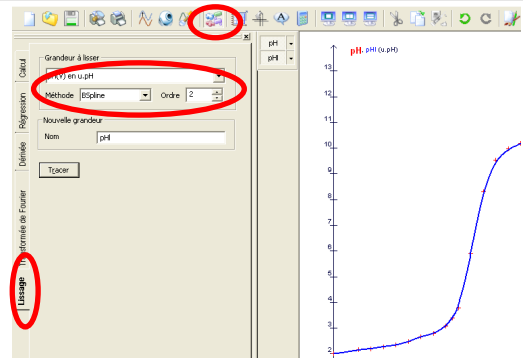 Calcul
Régression
Dérivée
Transformée de Fourier
Lissage
Grandeur à lisser
pH(V) en u.pH
Méthode BSpline Ordre 2
Nouvelle grandeur
Nom pHl
Tracer
pH
pHl
pH, pHl (u.pH)
13
12
11
10
9
8
7
6
5
4
3
2